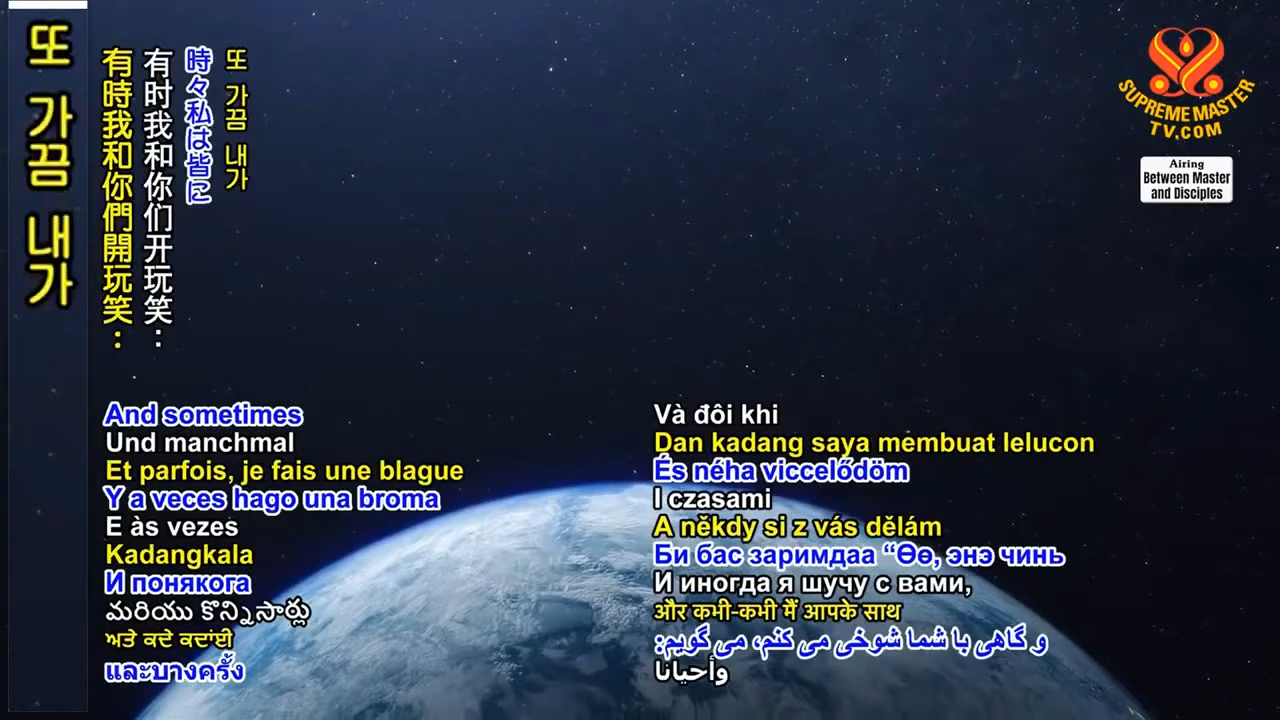 또 가끔 내가
有時我和你們開玩笑：
有时我和你们开玩笑：
時々私は皆に
또 가끔 내가
SUPREME MASTER
TV.COM
Airing
Between Master
and Disciples
And sometimes
Und manchmal
Et parfois, je fais une blague
Y a veces hago una broma
E às vezes
Kadangkala
И понякога
మరియు కొన్నిసార్లు
ਅਤੇ ਕਦੇ ਕਦਾਂਈ
และบางครั้ง
Và đôi khi
Dan kadang saya membuat lelucon
És néha viccelődöm
I czasami
A někdy si z vás dělám
Би бас заримдаа “Өө, энэ чинь
И иногда я шучу с вами,
और कभी-कभी मैं आपके साथ
و گاهی با شما شوخی می کنم، می گویم:
وأحيانا